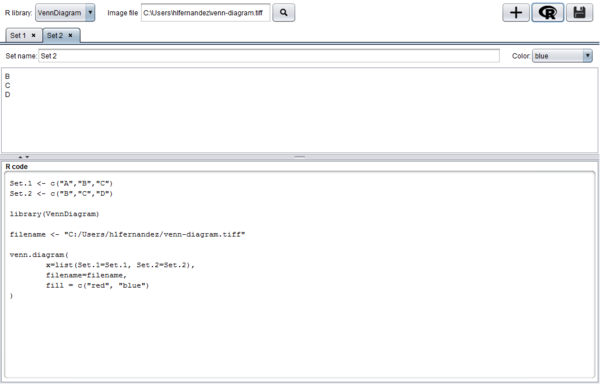 R library: VennDiagram Image file C:\Users\hlfernandez\venn-diagram.tiff
Set 1 Set 2
Set name: Set 2 Color: blue
B
C
D
R code
Set.1 <- c("A","B","C")
Set.2 <- c("B","C","D")
library(VennDiagram)
filename <- "C:/Users/hlfernandez/venn-diagram.tiff"
venn.diagram(
x=list(Set.1=Set.1, Set.2=Set.2),
filename=filename,
fill = c("red", "blue")
)